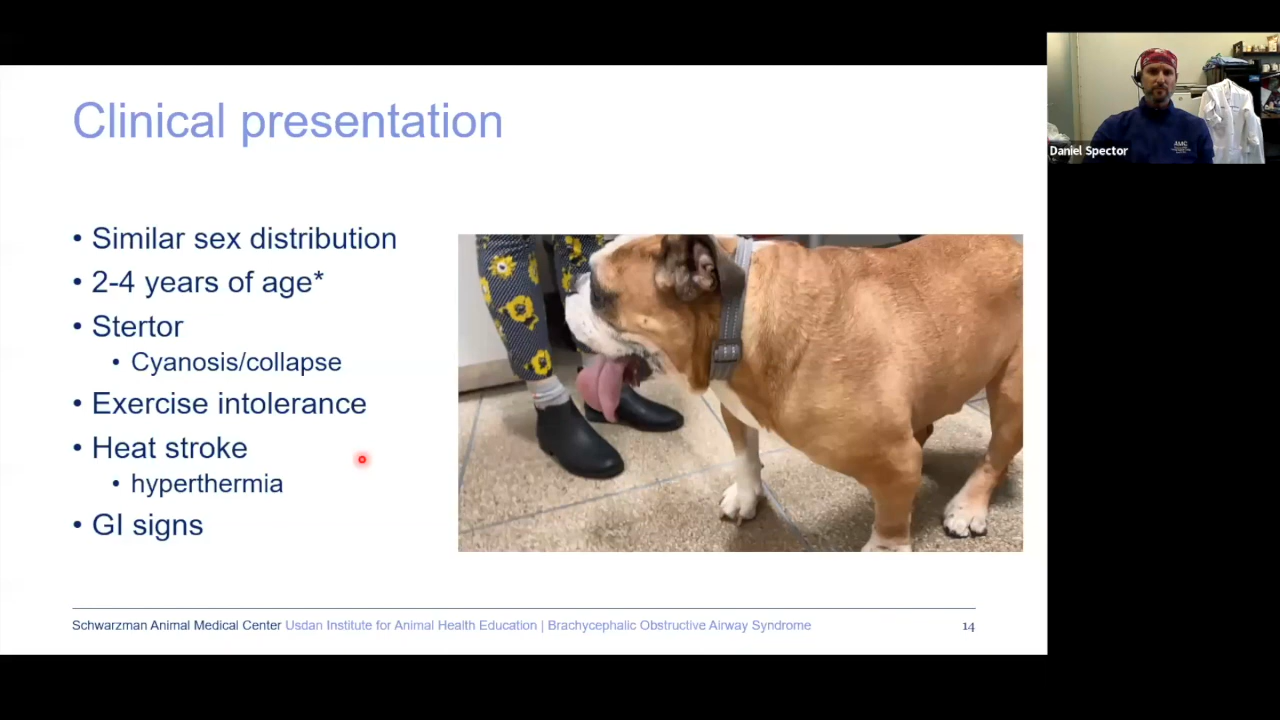 Clinical presentation
• Similar sex distribution
• 2-4 years of age*
• Stertor
• Cyanosis/collapse
• Exercise intolerance
• Heat stroke
• hyperthermia
• GI signs
Schwarzman Animal Medical Center Usdan Institute for Animal Health Education | Brachycephalic Obstructive Airway Syndrome
14
Daniel Spector
AMC